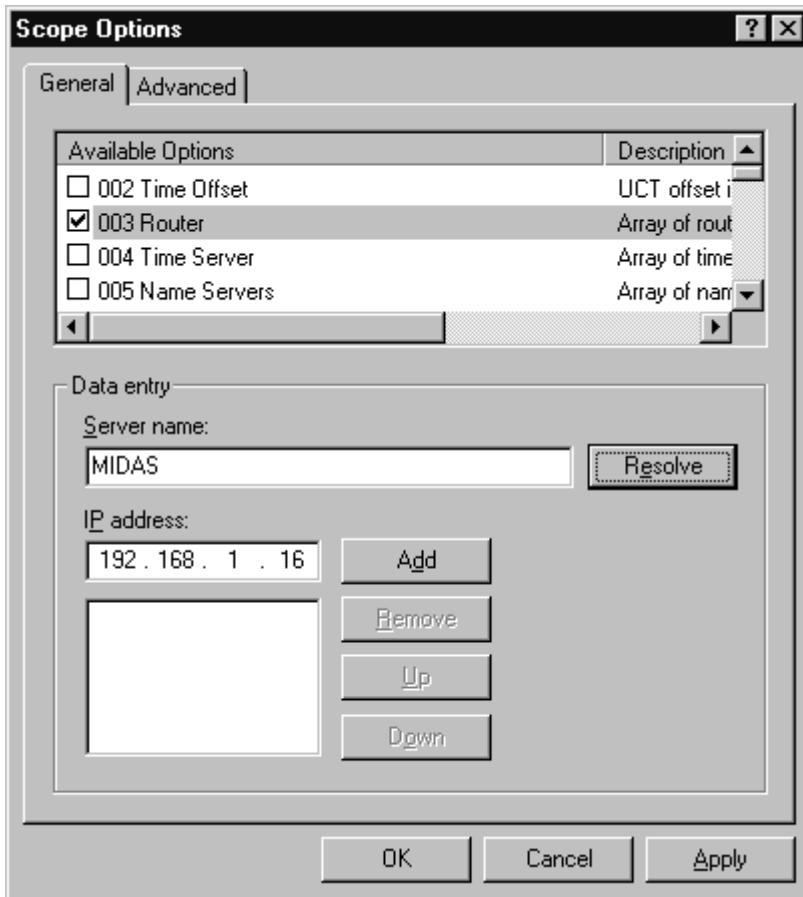 Scope Options
General Advanced
Available Options Description
002 Time Offset UCT offset i
003 Router Array of rout
004 Time Server Array of time
005 Name Servers Array of nam
Data entry
Server name:
MIDAS Resolve
IP address:
192 . 168 . 1 . 16 Add
Remove
Up
Down
OK Cancel Apply